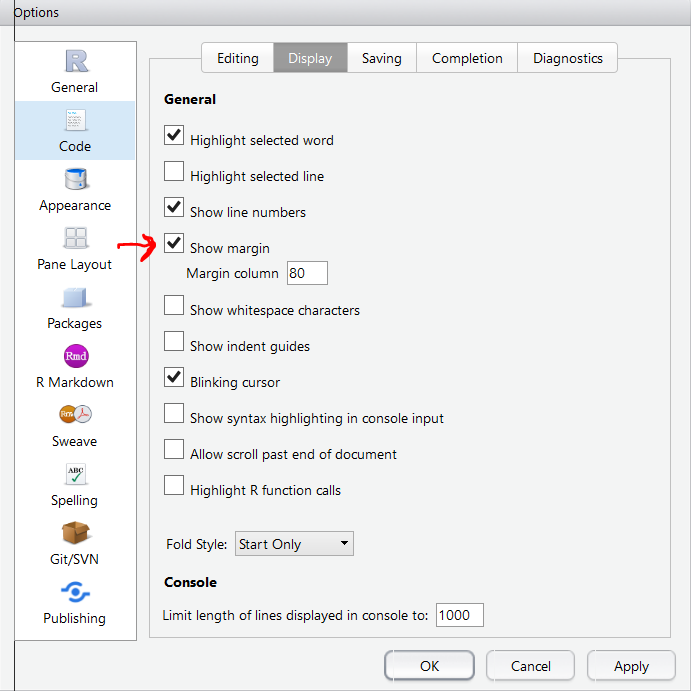 Options
General
Code
Appearance
Pane Layout
Packages
Rmd
R Markdown
Sweave
ABC
Spelling
Git/SVN
Publishing
Editing Display Saving Completion Diagnostics
General
Highlight selected word
Highlight selected line
Show line numbers
Show margin
Margin column 80
Show whitespace characters
Show indent guides
Blinking cursor
Show syntax highlighting in console input
Allow scroll past end of document
Highlight R function calls
Fold Style: Start Only
Console
Limit length of lines displayed in console to: 1000
OK Cancel Apply